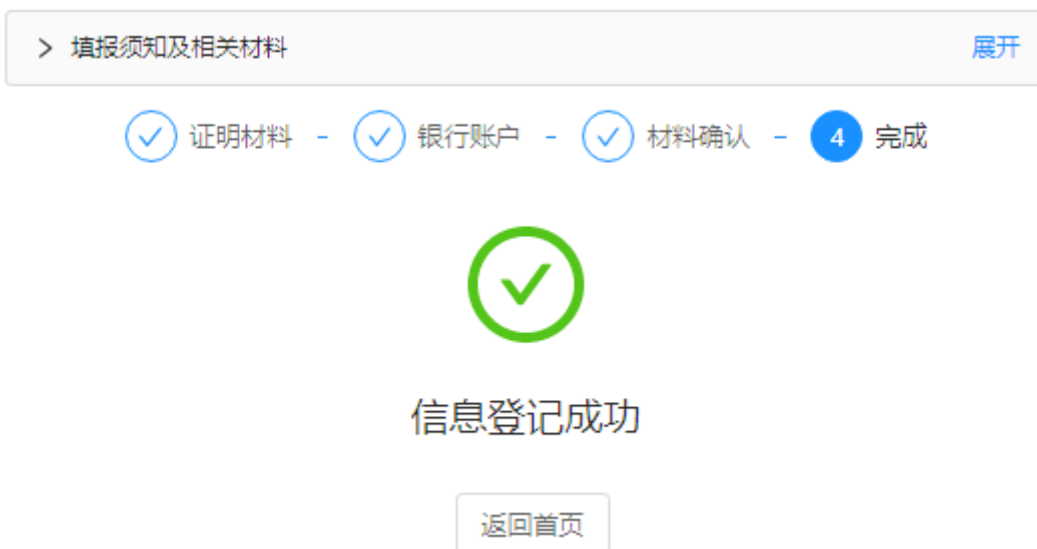 > 填报须知及相关材料 展开
证明材料 - 银行账户 - 材料确认 - 4 完成
信息登记成功
返回首页